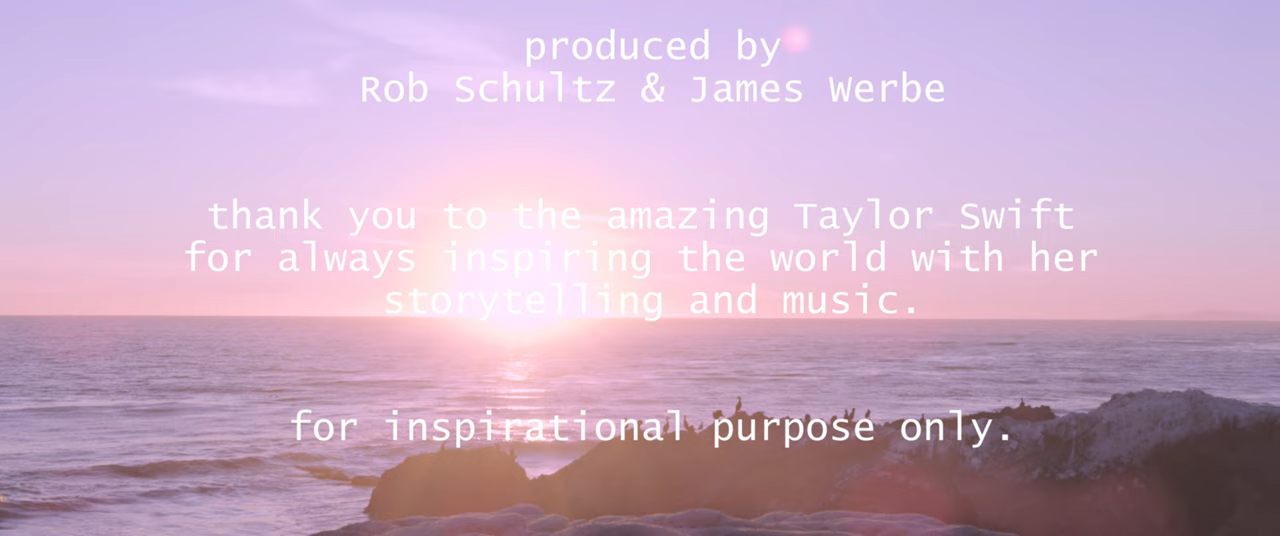 produced by
Rob Schultz & James Werbe
thank you to the amazing Taylor Swift
for always inspiring the world with her
storytelling and music.
for inspirational purpose only.